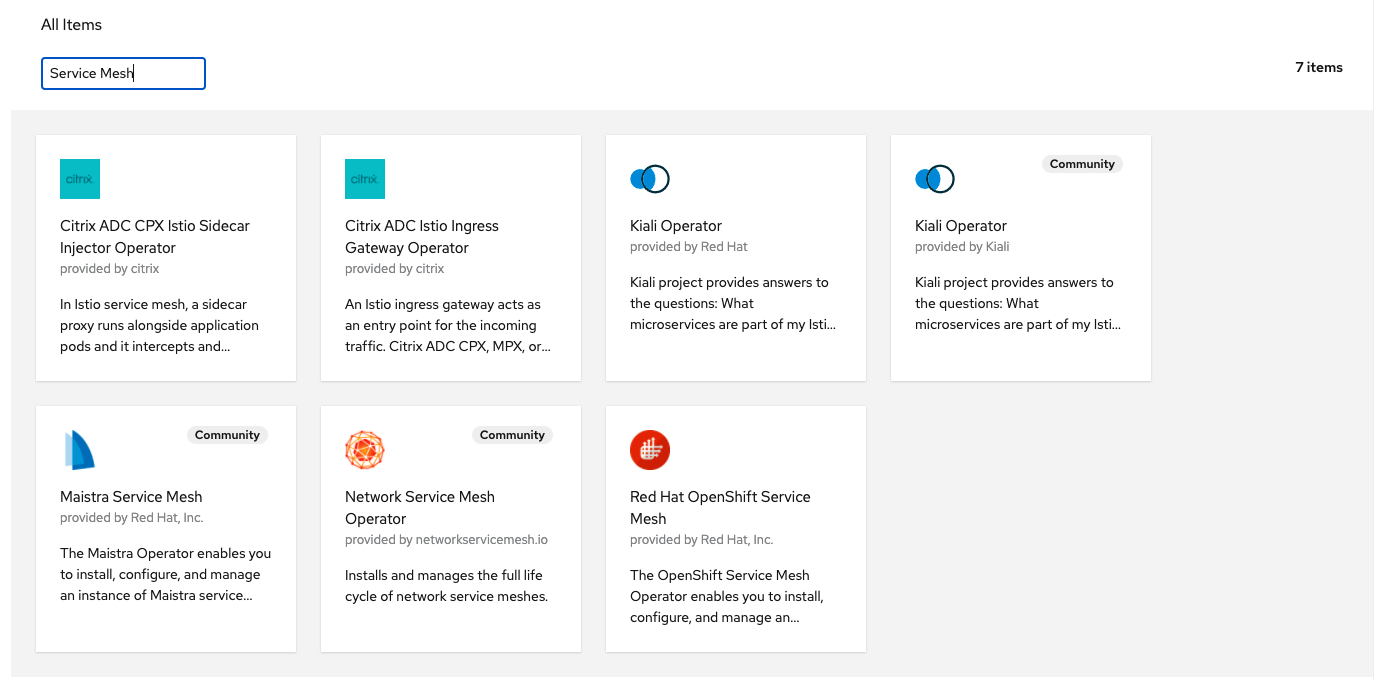 All Items
Service Mesh
7 items
citrix
Citrix ADC CPX Istio Sidecar
Injector Operator
provided by citrix
In Istio service mesh, a sidecar
proxy runs alongside application
pods and it intercepts and...
citrix
Citrix ADC Istio Ingress
Gateway Operator
provided by citrix
An Istio ingress gateway acts as
an entry point for the incoming
traffic. Citrix ADC CPX, MPX, or...
Kiali Operator
provided by Red Hat
Kiali project provides answers to
the questions: What
microservices are part of my Isti...
Community
Kiali Operator
provided by Kiali
Kiali project provides answers to
the questions: What
microservices are part of my Isti...
Community
Maistra Service Mesh
provided by Red Hat, Inc.
The Maistra Operator enables you
to install, configure, and manage
an instance of Maistra service...
Community
Network Service Mesh
Operator
provided by networkservicemesh.io
Installs and manages the full life
cycle of network service meshes.
Red Hat OpenShift Service
Mesh
provided by Red Hat, Inc.
The OpenShift Service Mesh
Operator enables you to install,
configure, and manage an...